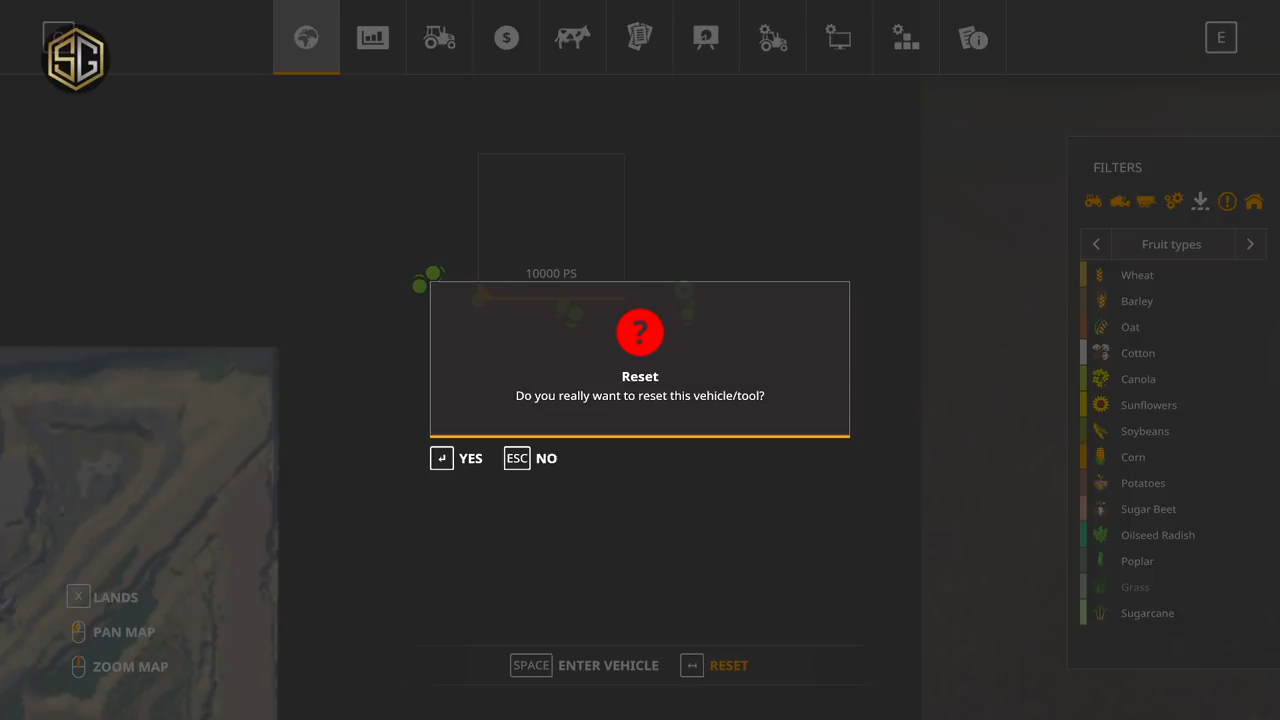 SG
E
FILTERS
Fruit types
10000 PS
Wheat
Barley
Oat
Cotton
Canola
Sunflowers
Soybeans
Corn
Potatoes
Sugar Beet
Oilseed Radish
Poplar
Grass
Sugarcane
?
Reset
Do you really want to reset this vehicle/tool?
YES ESC NO
X LANDS
PAN MAP
ZOOM MAP
SPACE ENTER VEHICLE RESET